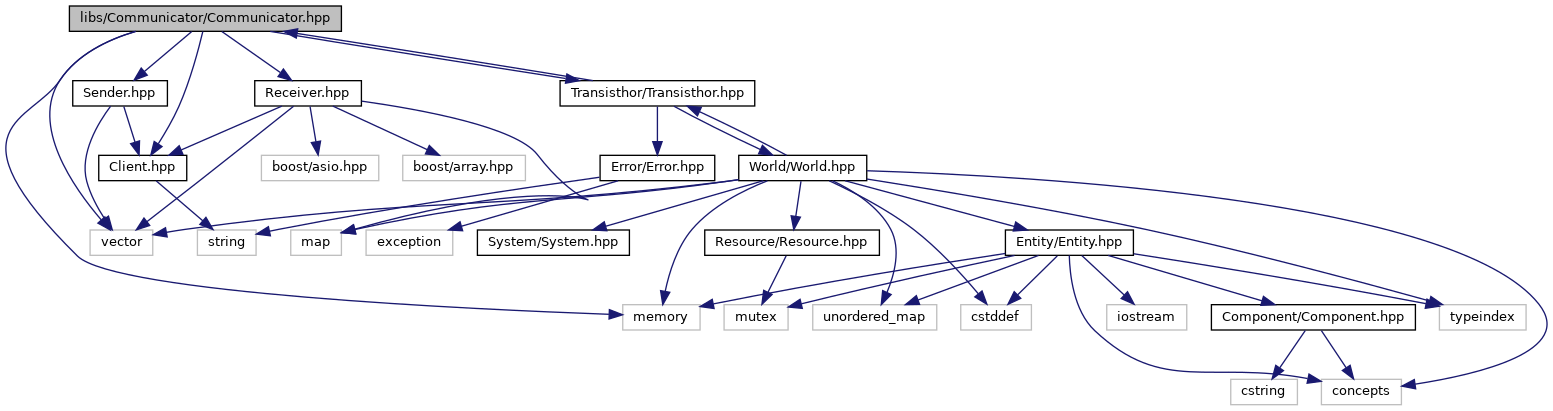 libs/Communicator/Communicator.hpp
Sender.hpp
Receiver.hpp
Transisthor/Transisthor.hpp
Client.hpp
boost/asio.hpp
boost/array.hpp
Error/Error.hpp
World/World.hpp
vector
string
map
exception
System/System.hpp
Resource/Resource.hpp
Entity/Entity.hpp
memory
mutex
unordered_map
cstddef
iostream
Component/Component.hpp
typeindex
cstring
concepts